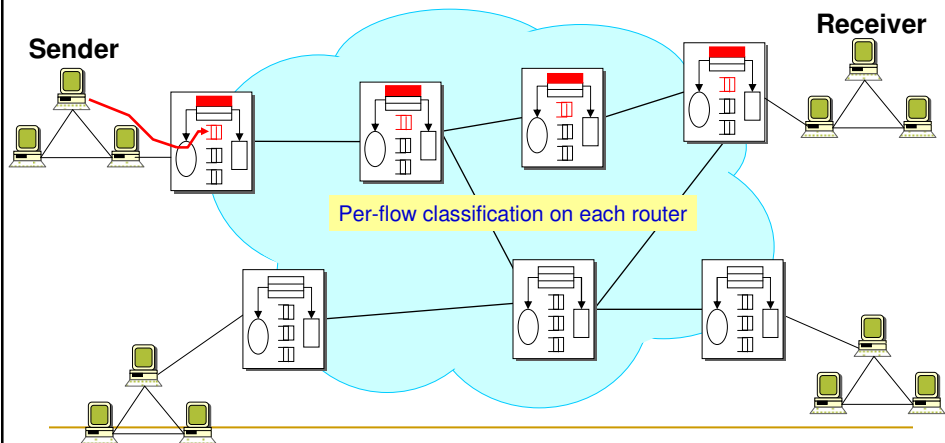 Sender
Receiver
Per-flow classification on each router